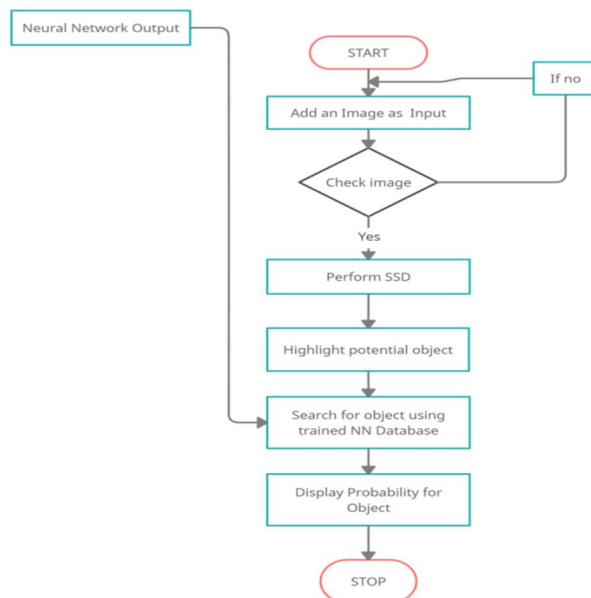 Neural Network Output
START
If no
Add an Image as Input
Check image
Yes
Perform SSD
Highlight potential object
Search for object using
trained NN Database
Display Probability for
Object
STOP